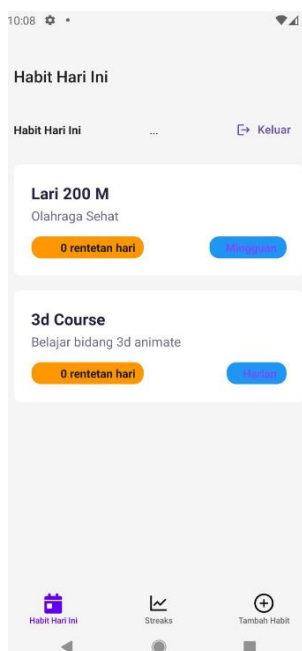 10:08
Habit Hari Ini
Habit Hari Ini ... Keluar
Lari 200 M
Olahraga Sehat
0 rentetan hari Mingguan
3d Course
Belajar bidang 3d animate
0 rentetan hari Harian
Habit Hari Ini Streaks Tambah Habit